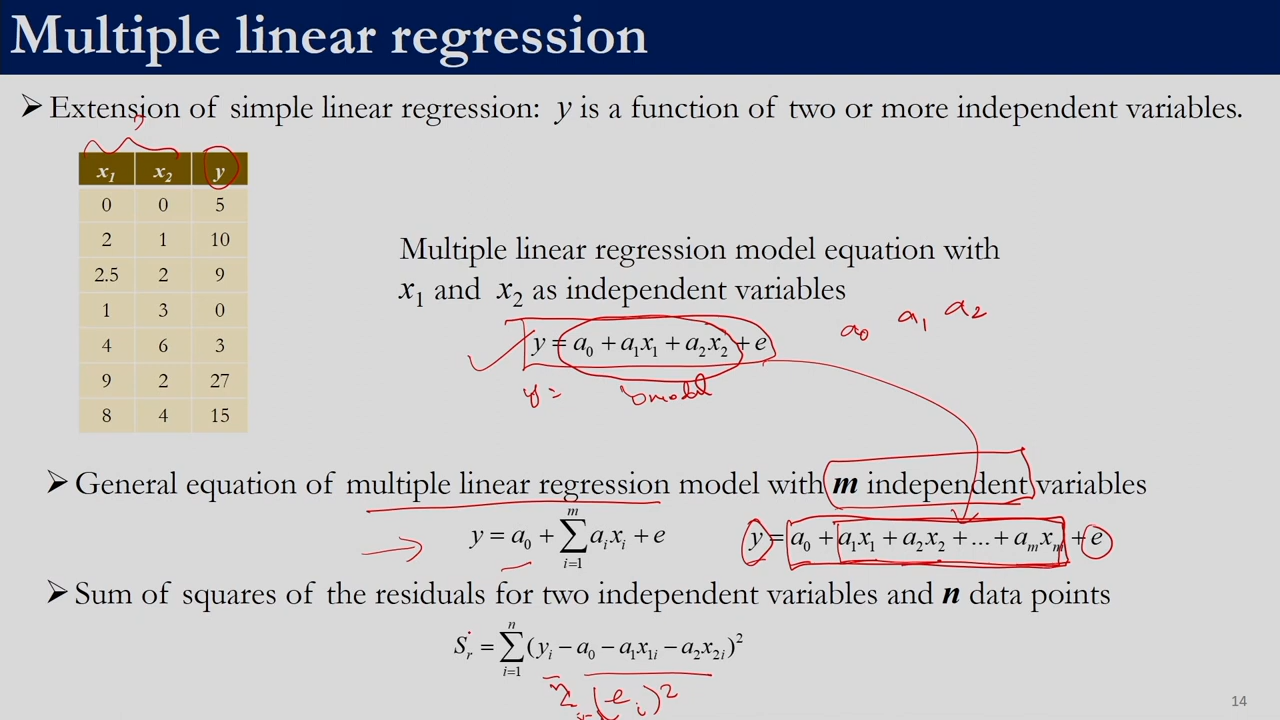 Multiple linear regression
➤ Extension of simple linear regression: y is a function of two or more independent variables.
x₁ x₂ y
0 0 5
2 1 10
2.5 2 9
1 3 0
4 6 3
9 2 27
8 4 15
Multiple linear regression model equation with
x₁ and x₂ as independent variables
a₀ a₁ a₂
y = a₀ + a₁x₁ + a₂x₂ + e
y = ymodel
➤ General equation of multiple linear regression model with m independent variables
y = a₀ + ∑_{i=1}^{m} aᵢxᵢ + e
y = a₀ + a₁x₁ + a₂x₂ + ... + aₘxₘ + e
➤ Sum of squares of the residuals for two independent variables and n data points
Sᵣ = ∑_{i=1}^{n} (yᵢ − a₀ − a₁x₁ᵢ − a₂x₂ᵢ)²
(eᵢ)²
14